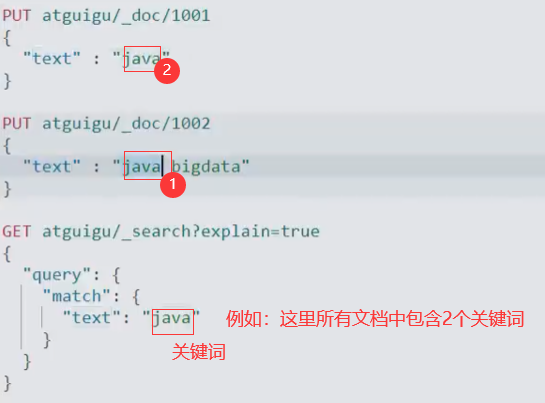 PUT atguigu/_doc/1001
{
"text" : "java"
2
}
PUT atguigu/_doc/1002
{
"text" : "java bigdata"
1
}
GET atguigu/_search?explain=true
{
"query": {
"match": {
"text": "java" 例如：这里所有文档中包含2个关键词
} 关键词
}
}